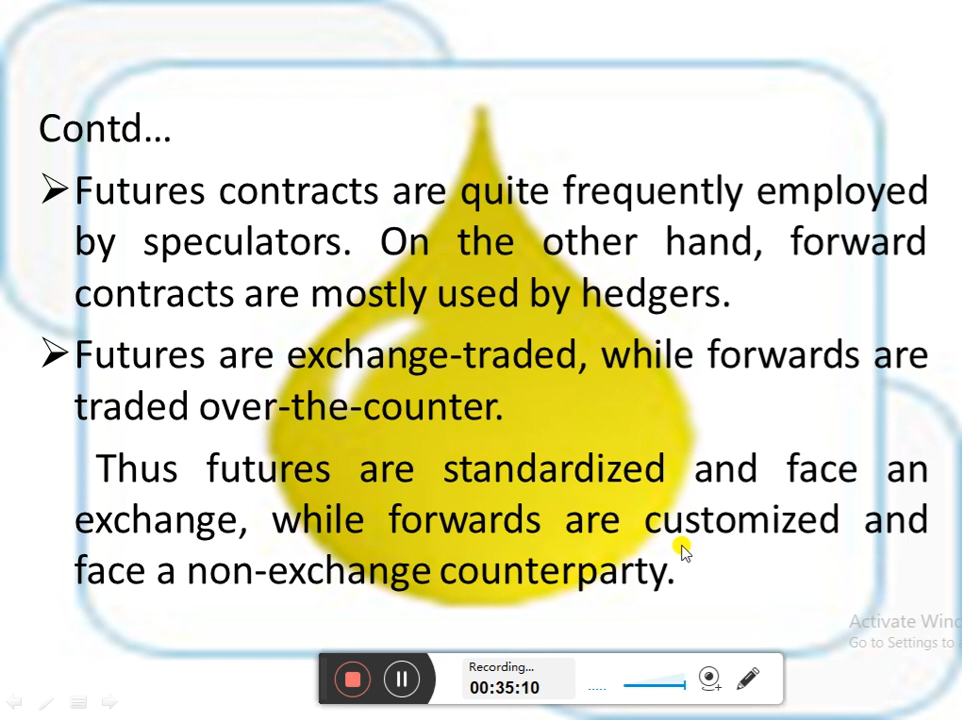 Contd...
Futures contracts are quite frequently employed
by speculators. On the other hand, forward
contracts are mostly used by hedgers.
Futures are exchange-traded, while forwards are
traded over-the-counter.
Thus futures are standardized and face an
exchange, while forwards are customized and
face a non-exchange counterparty.
Activate Wind
Go to Settings to a
Recording...
00:35:10